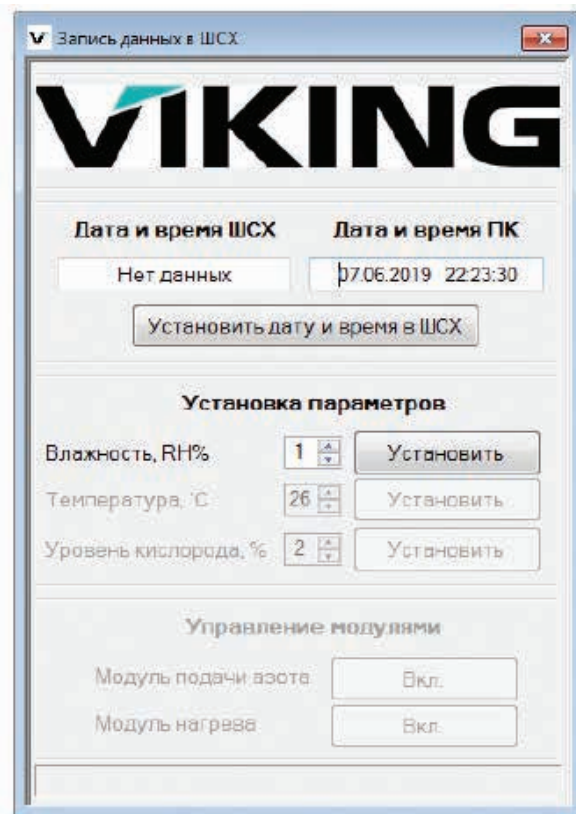 Запись данных в ШСХ
VIKING
Дата и время ШСХ Дата и время ПК
Нет данных 07.06.2019 22:23:30
Установить дату и время в ШСХ
Установка параметров
Влажность, RH% 1 Установить
Температура, °C 26 Установить
Уровень кислорода, % 2 Установить
Управление модулями
Модуль подачи азота Вкл.
Модуль нагрева Вкл.